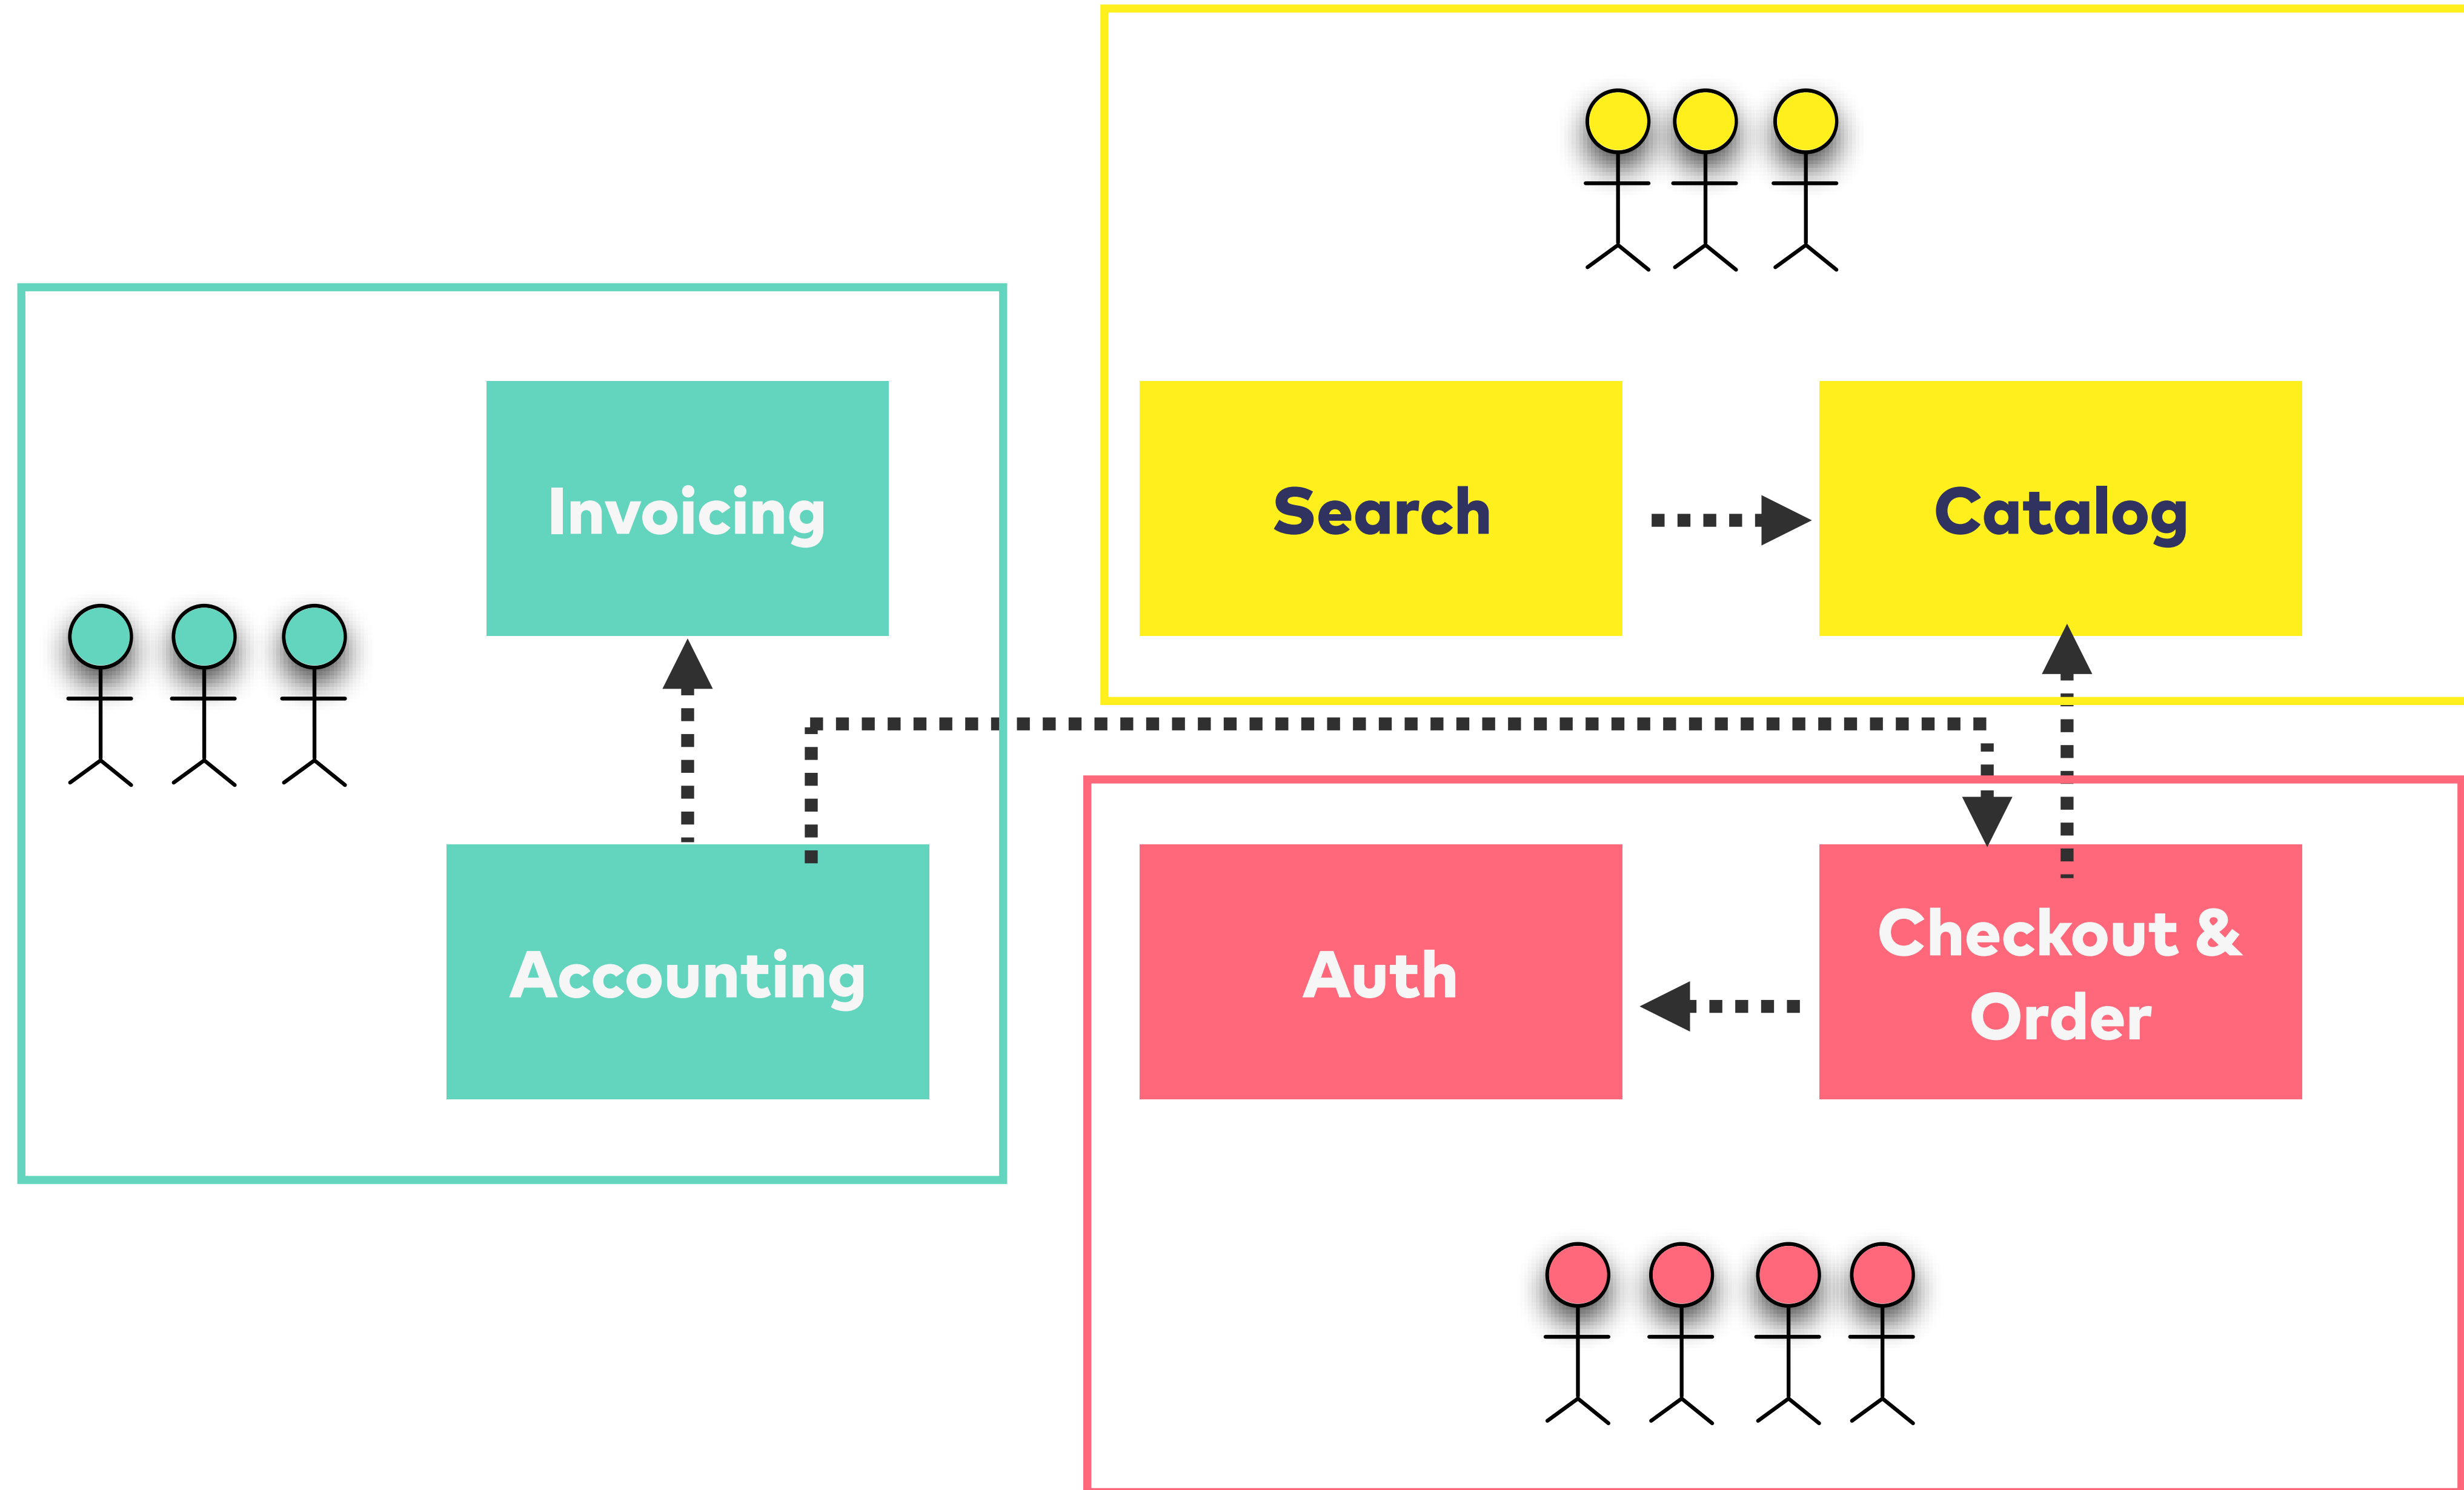 Invoicing
Search
Catalog
Accounting
Auth
Checkout &
Order